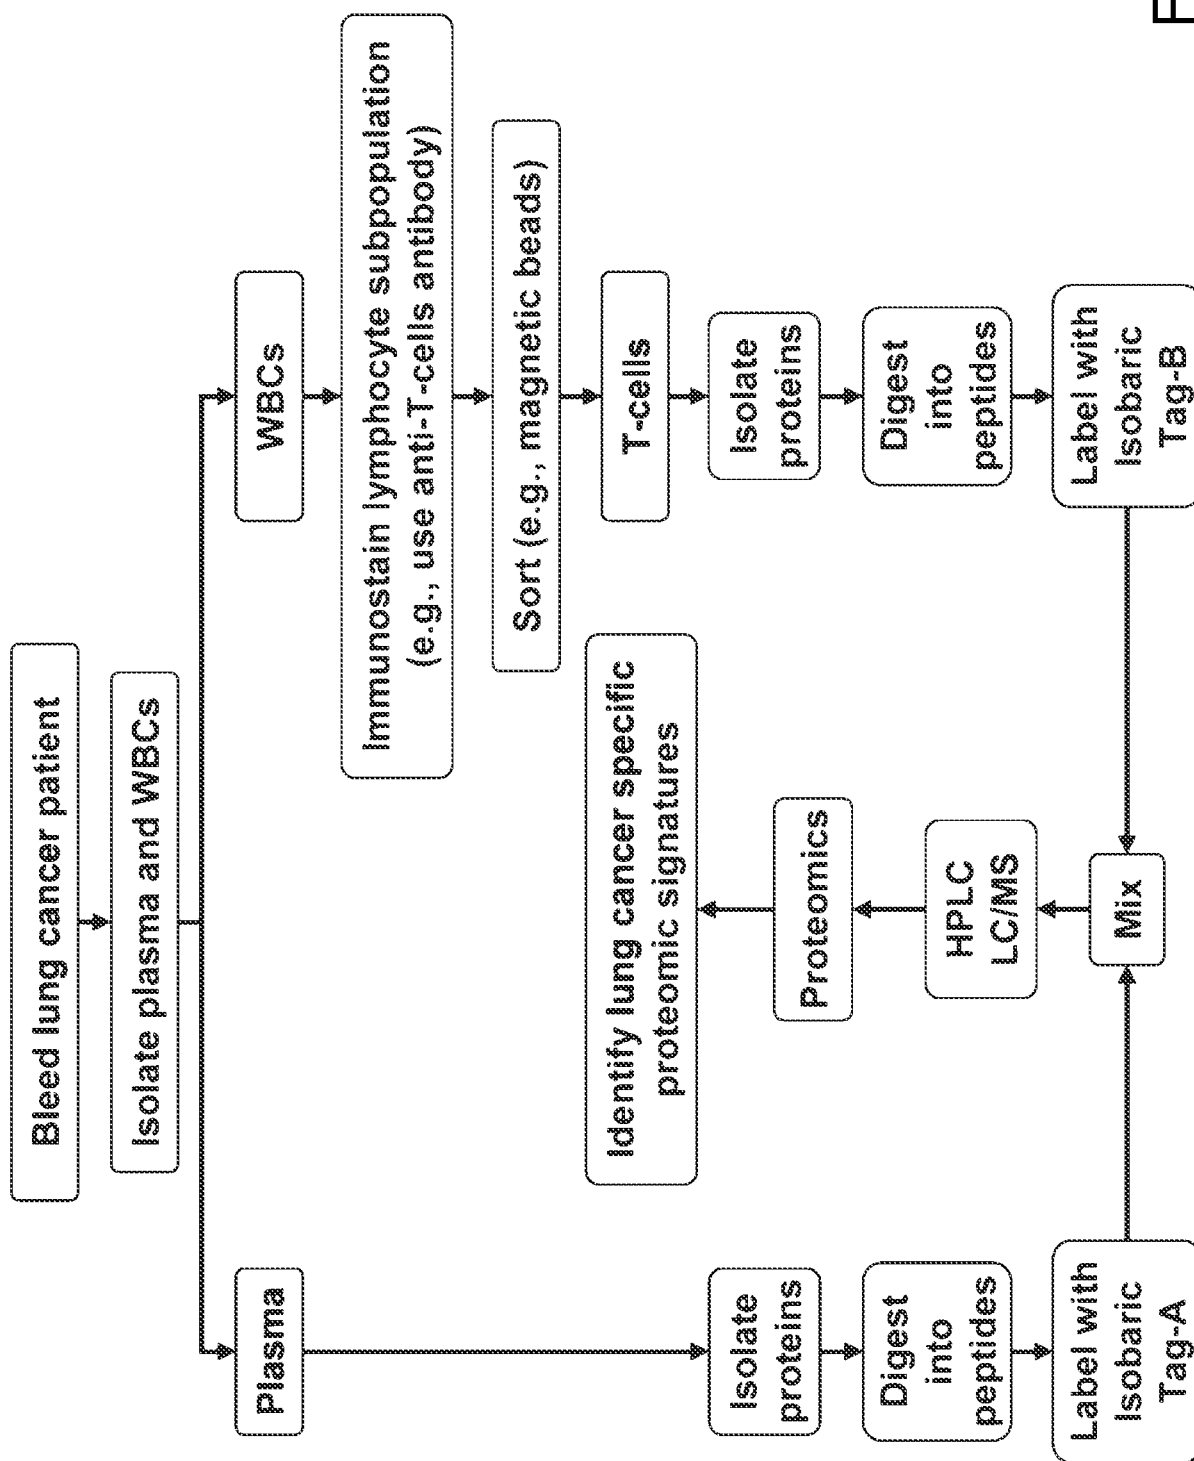 Bleed lung cancer patient
Isolate plasma and WBCs
Plasma
WBCs
Immunostain lymphocyte subpopulation
(e.g., use anti-T-cells antibody)
Sort (e.g., magnetic beads)
T-cells
Isolate
proteins
Digest
into
peptides
Label with
Isobaric
Tag-A
Isolate
proteins
Digest
into
peptides
Label with
Isobaric
Tag-B
Mix
HPLC
LC/MS
Proteomics
Identify lung cancer specific
proteomic signatures